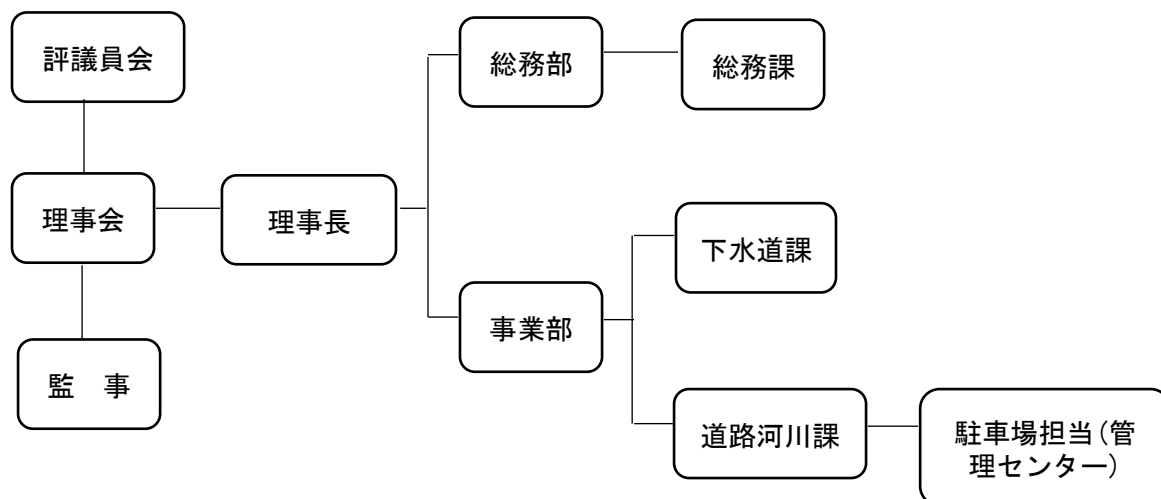 評議員会
総務部
総務課
理事会
理事長
下水道課
事業部
監　事
道路河川課
駐車場担当(管
理センター)